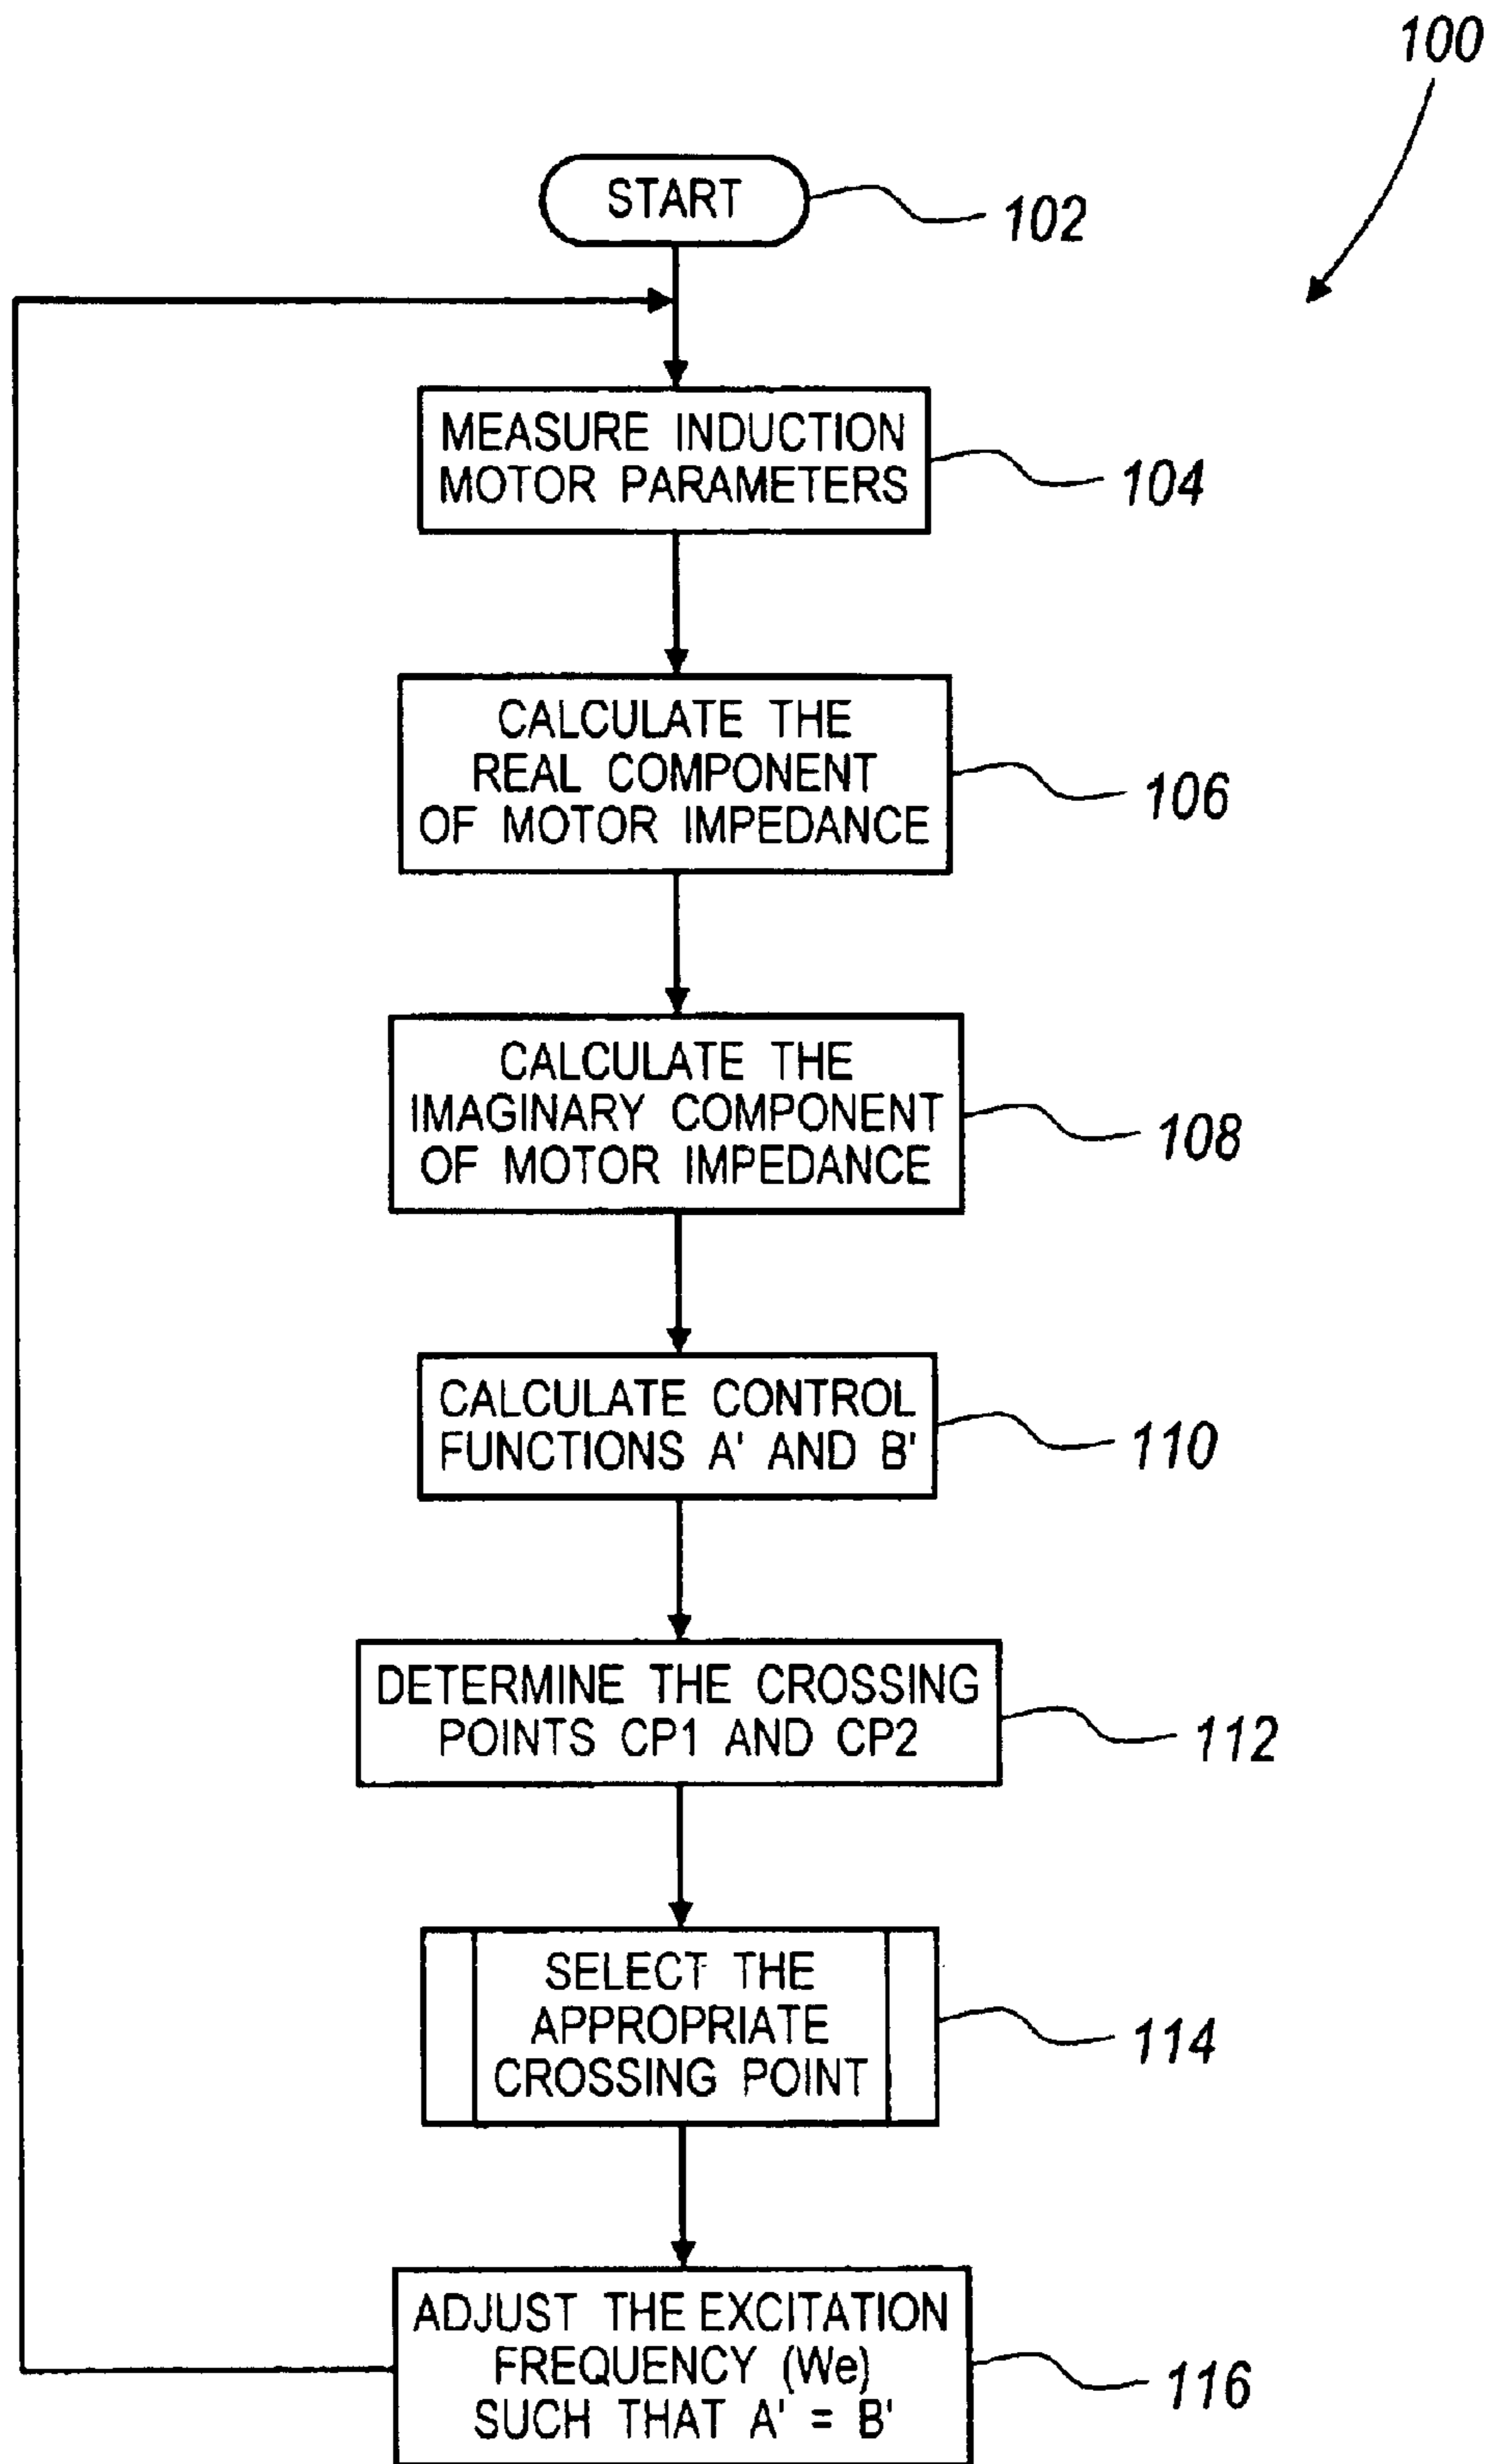 100
START
102
MEASURE INDUCTION
MOTOR PARAMETERS
104
CALCULATE THE
REAL COMPONENT
OF MOTOR IMPEDANCE
106
CALCULATE THE
IMAGINARY COMPONENT
OF MOTOR IMPEDANCE
108
CALCULATE CONTROL
FUNCTIONS A' AND B'
110
DETERMINE THE CROSSING
POINTS CP1 AND CP2
112
SELECT THE
APPROPRIATE
CROSSING POINT
114
ADJUST THE EXCITATION
FREQUENCY (We)
SUCH THAT A' = B'
116